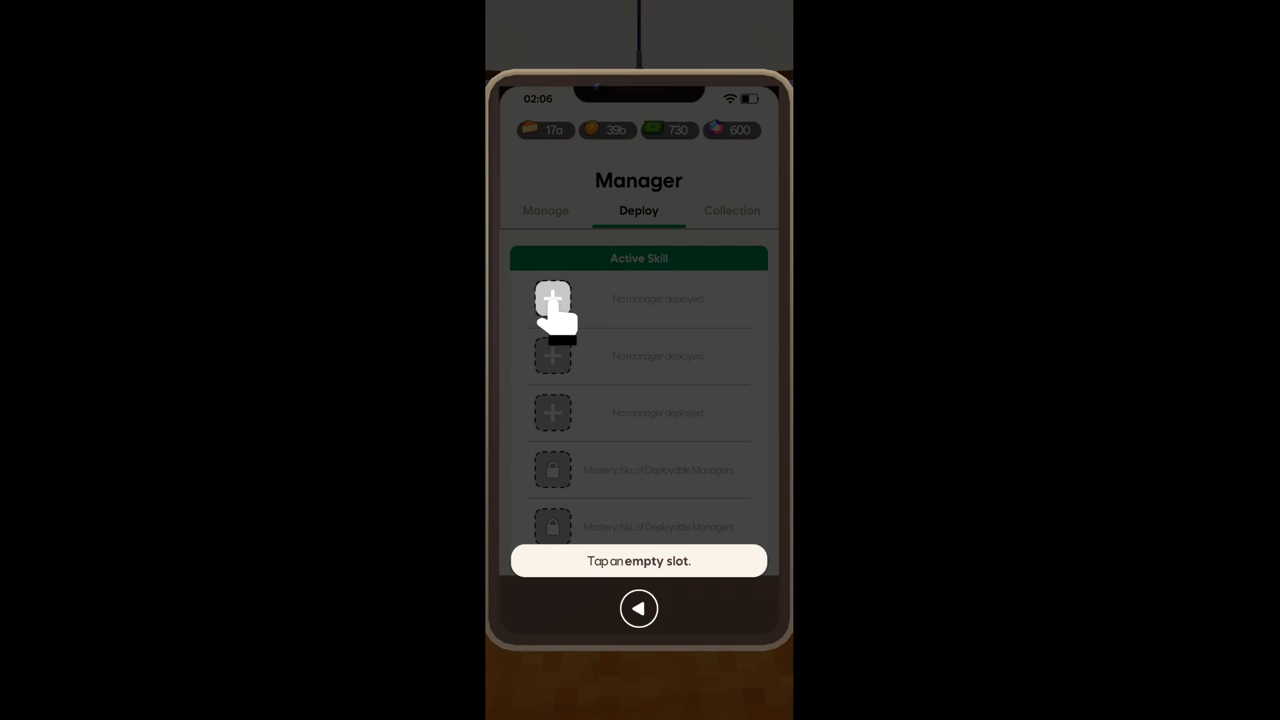 02:06
17a 39b 730 600
Manager
Manage Deploy Collection
Active Skill
No manager deployed.
No manager deployed.
No manager deployed.
Mastery: No. of Deployable Managers
Mastery: No. of Deployable Managers
Tap an empty slot.